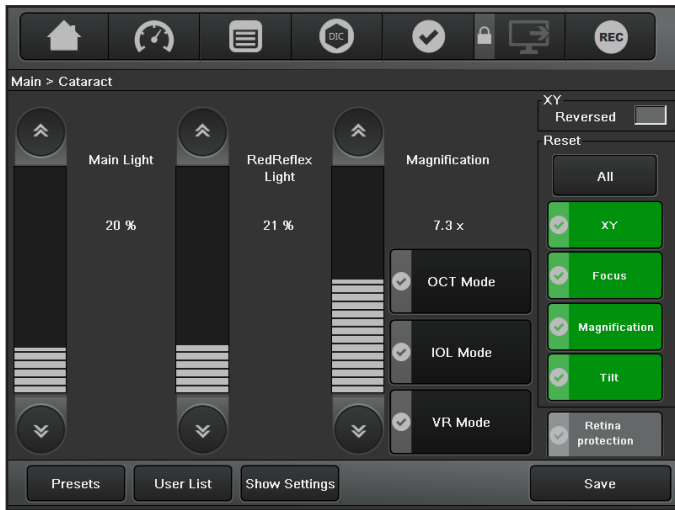 DIC
REC
Main > Cataract
XY
Reversed
Reset
Main Light
RedReflex
Light
Magnification
All
20 %
21 %
7.3 x
XY
OCT Mode
Focus
IOL Mode
Magnification
Tilt
VR Mode
Retina
protection
Presets
User List
Show Settings
Save